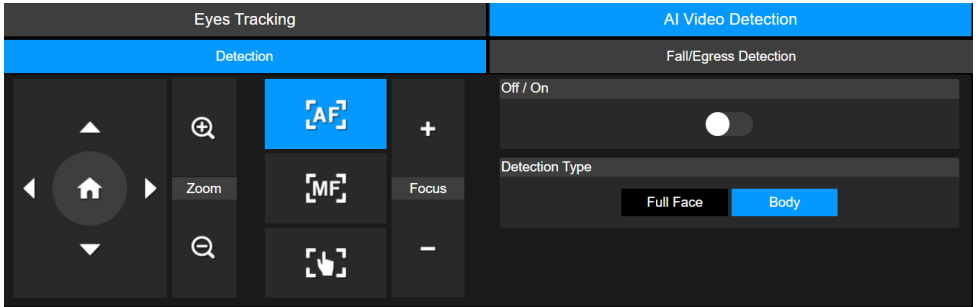 Eyes Tracking
AI Video Detection
Detection
Fall/Egress Detection
Off / On
AF
Zoom
MF
Focus
Detection Type
Full Face
Body